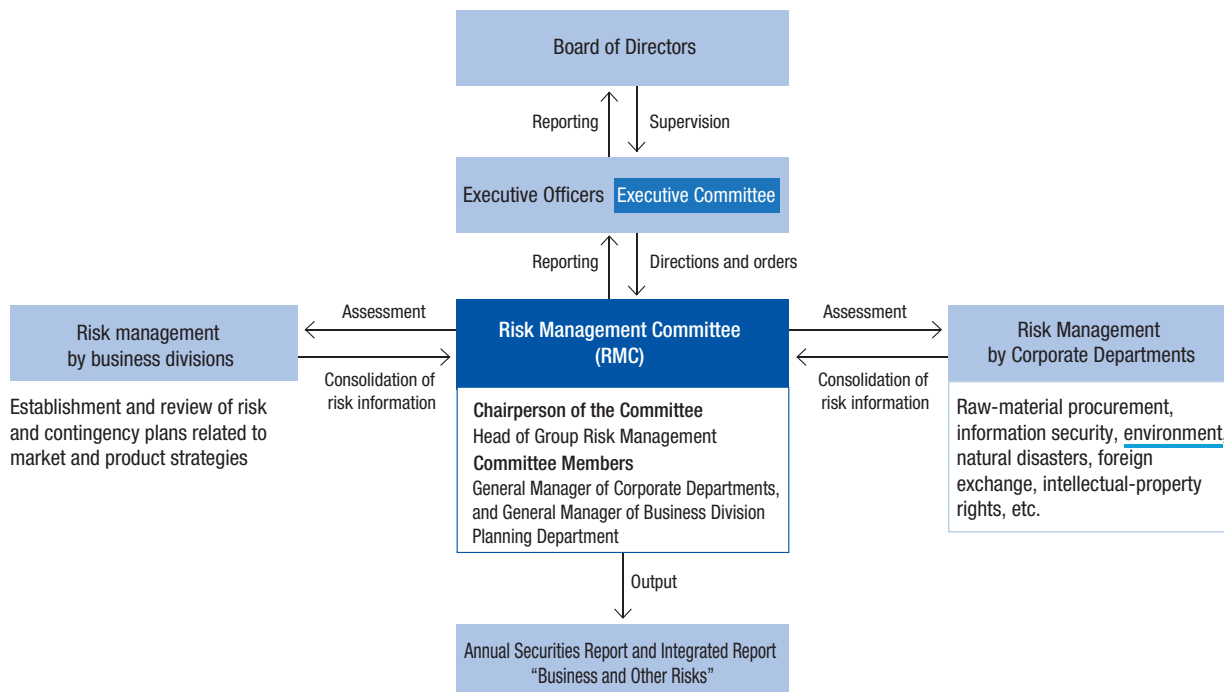 Board of Directors
Reporting
Supervision
Executive Officers
Executive Committee
Reporting
Directions and orders
Risk management
by business divisions
Assessment
Consolidation of
risk information
Establishment and review of risk
and contingency plans related to
market and product strategies
Risk Management Committee
(RMC)
Chairperson of the Committee
Head of Group Risk Management
Committee Members
General Manager of Corporate Departments,
and General Manager of Business Division
Planning Department
Assessment
Consolidation of
risk information
Risk Management
by Corporate Departments
Raw-material procurement,
information security, environment,
natural disasters, foreign
exchange, intellectual-property
rights, etc.
Output
Annual Securities Report and Integrated Report
“Business and Other Risks”